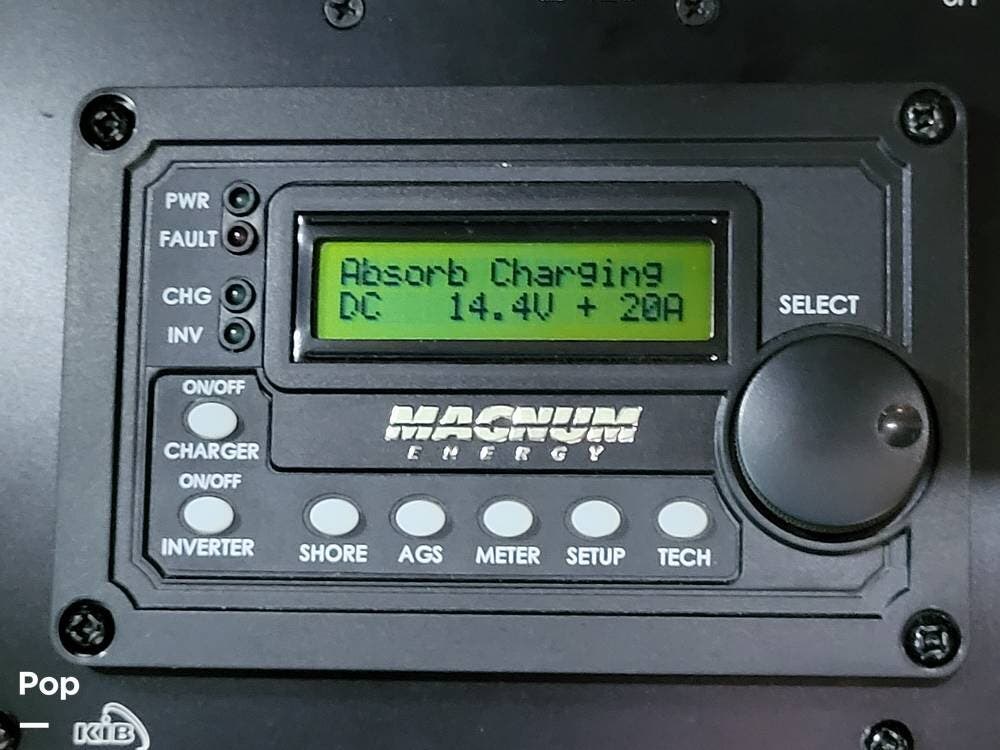 PWR
FAULT
CHG
INV
Absorb Charging
DC 14.4V + 20A
SELECT
ON/OFF
CHARGER
ON/OFF
INVERTER
MAGNUM
ENERGY
SHORE
AGS
METER
SETUP
TECH
Pop
KiB